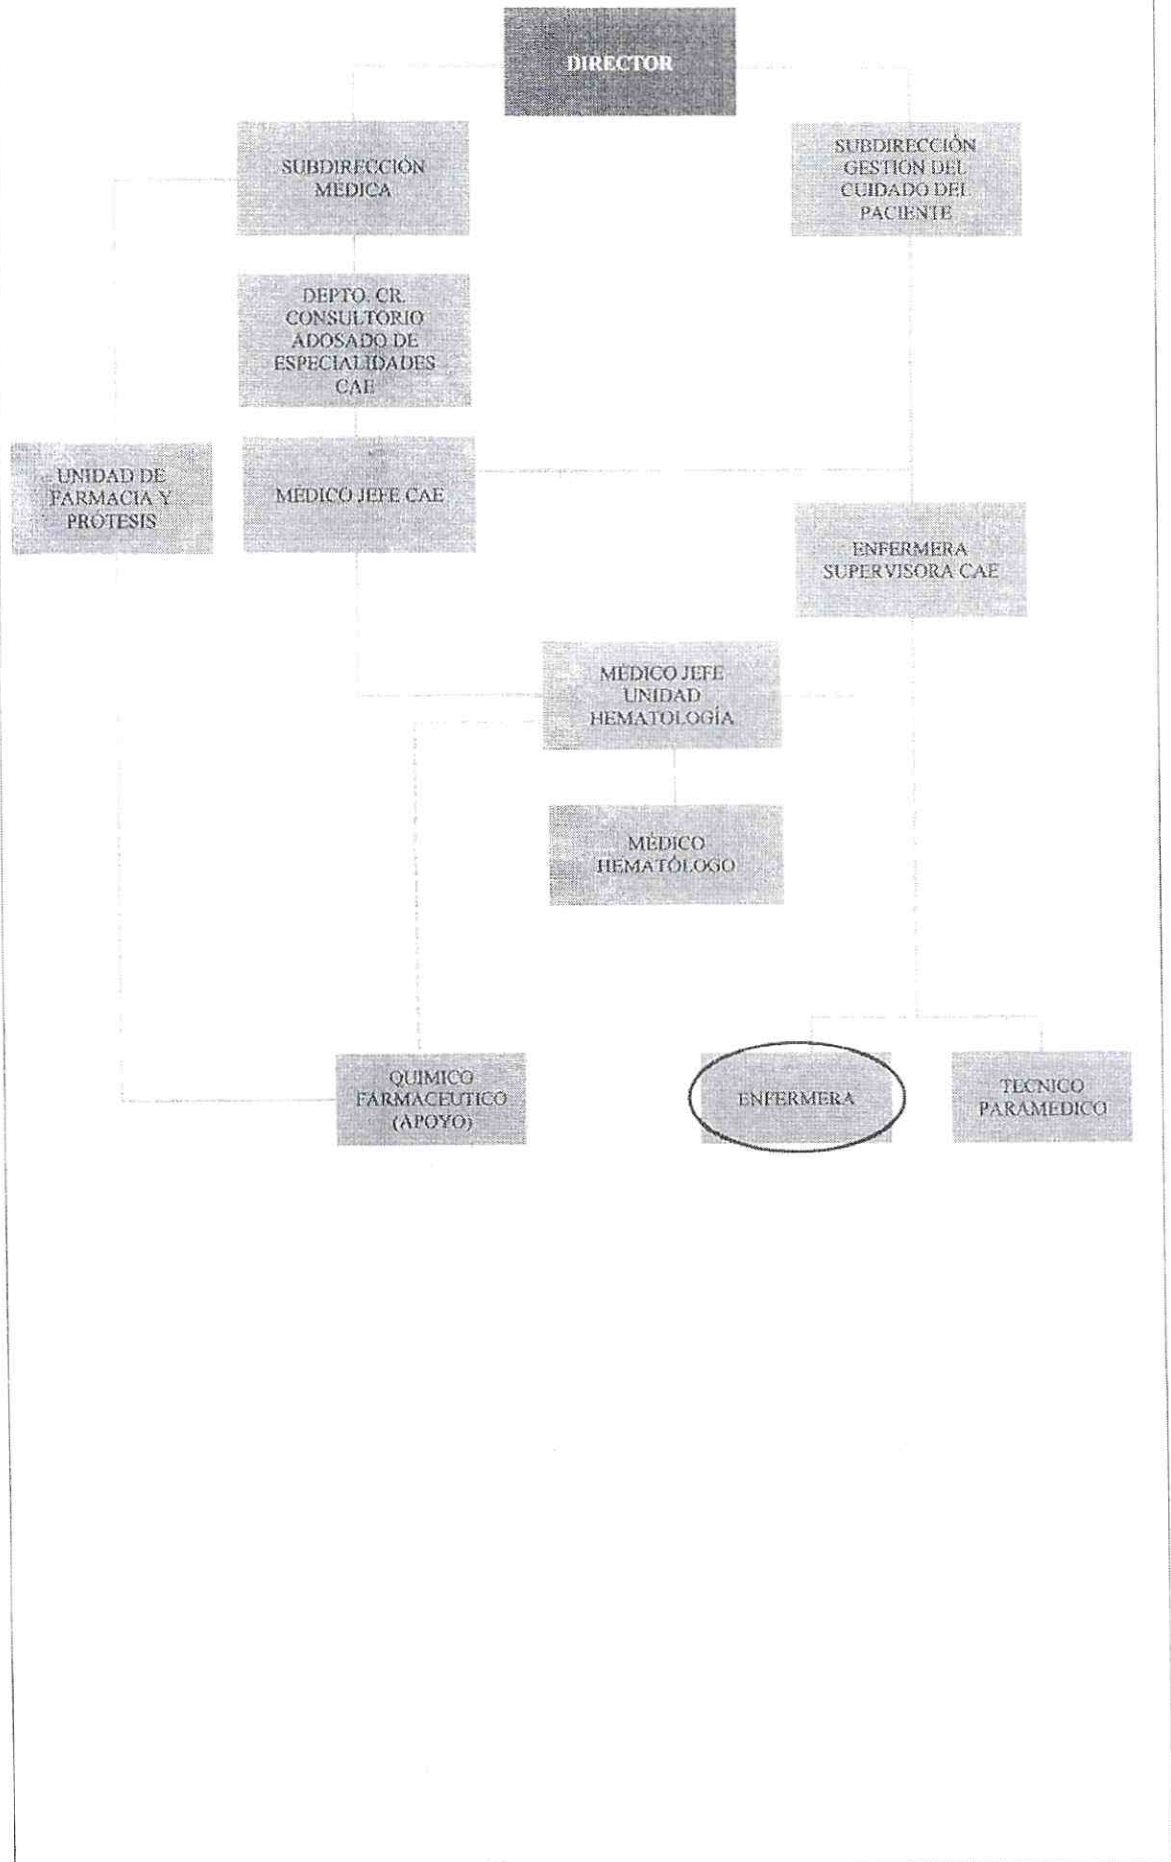 DIRECTOR
SUBDIRECCIÓN
MEDICA
SUBDIRECCIÓN
GESTION DEL
CUIDADO DEL
PACIENTE
DEPTO. CR.
CONSULTORIO
ADOSADO DE
ESPECIALIDADES
CAE
UNIDAD DE
FARMACIA Y
PROTESIS
MEDICO JEFE CAE
ENFERMERA
SUPERVISORA CAE
MÉDICO JEFE
UNIDAD
HEMATOLOGÍA
MÉDICO
HEMATÓLOGO
QUIMICO
FARMACEUTICO
(APOYO)
ENFERMERA
TECNICO
PARAMEDICO